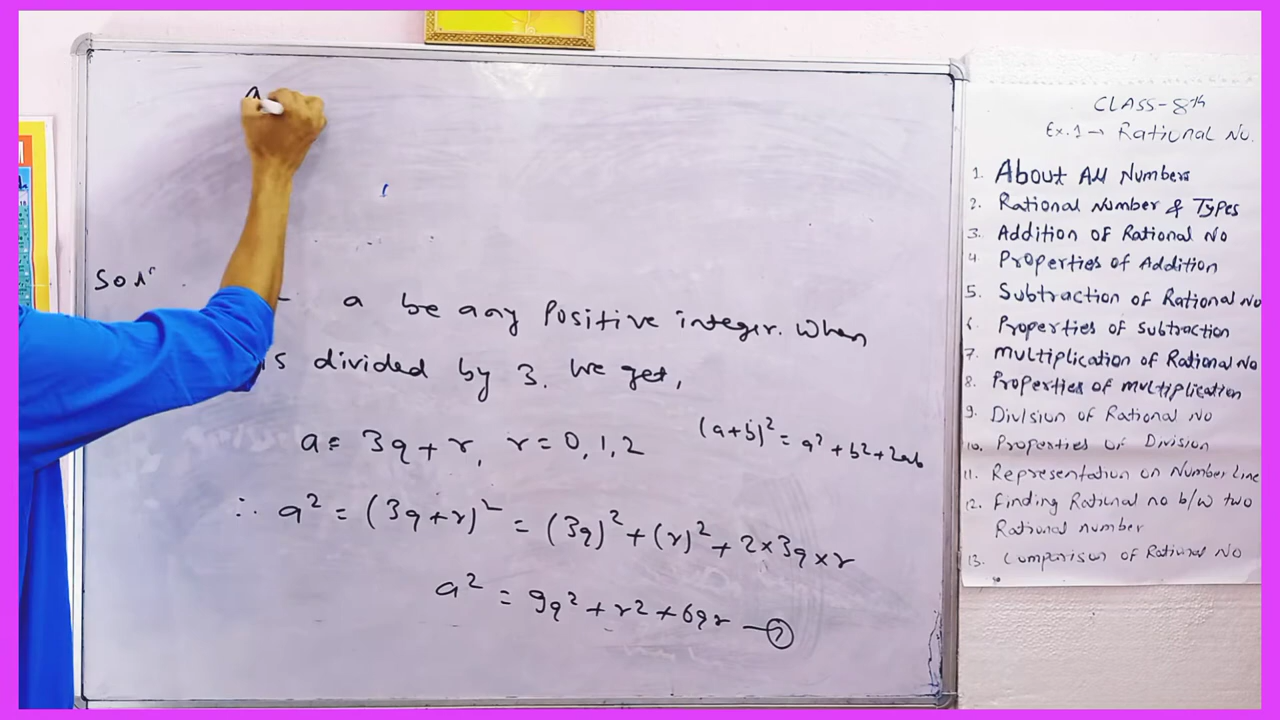 Solⁿ
a be any Positive integer. When
is divided by 3. We get,
a = 3q + r, r = 0, 1, 2
(a+b)² = a² + b² + 2ab
∴ a² = (3q + r)² = (3q)² + (r)² + 2 × 3q × r
a² = 9q² + r² + 6qr —
CLASS-8th
Ex.1 → Rational No.
1. About All Numbers
2. Rational Number & Types
3. Addition of Rational No
4. Properties of Addition
5. Subtraction of Rational No
6. Properties of Subtraction
7. Multiplication of Rational No
8. Properties of multiplication
9. Division of Rational No
10. Properties of Division
11. Representation on Number Line
12. Finding Rational no b/w two
Rational number
13. Comparison of Rational No